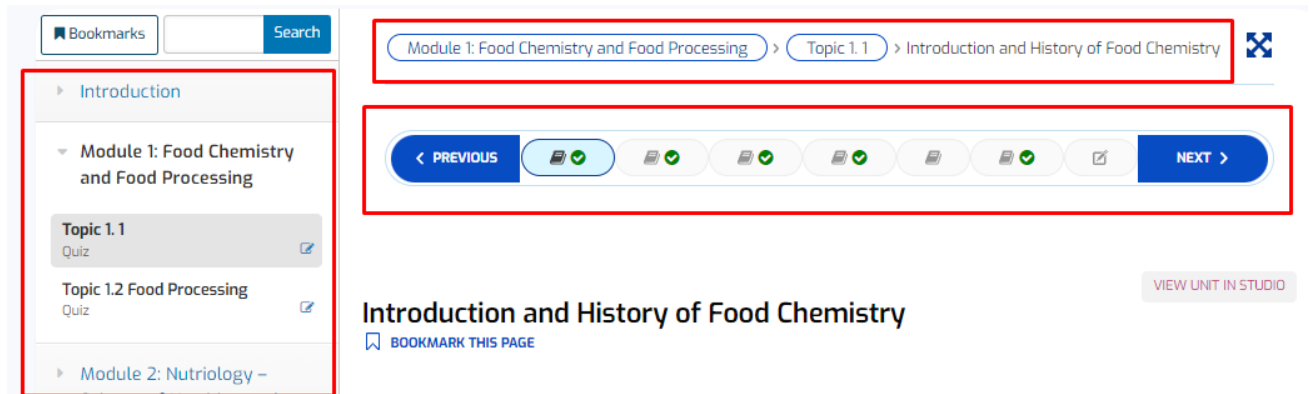 Bookmarks
Search
Introduction
Module 1: Food Chemistry
and Food Processing
Topic 1. 1
Quiz
Topic 1.2 Food Processing
Quiz
Module 2: Nutriology –
Module 1: Food Chemistry and Food Processing > Topic 1. 1 > Introduction and History of Food Chemistry
< PREVIOUS
NEXT >
VIEW UNIT IN STUDIO
Introduction and History of Food Chemistry
BOOKMARK THIS PAGE